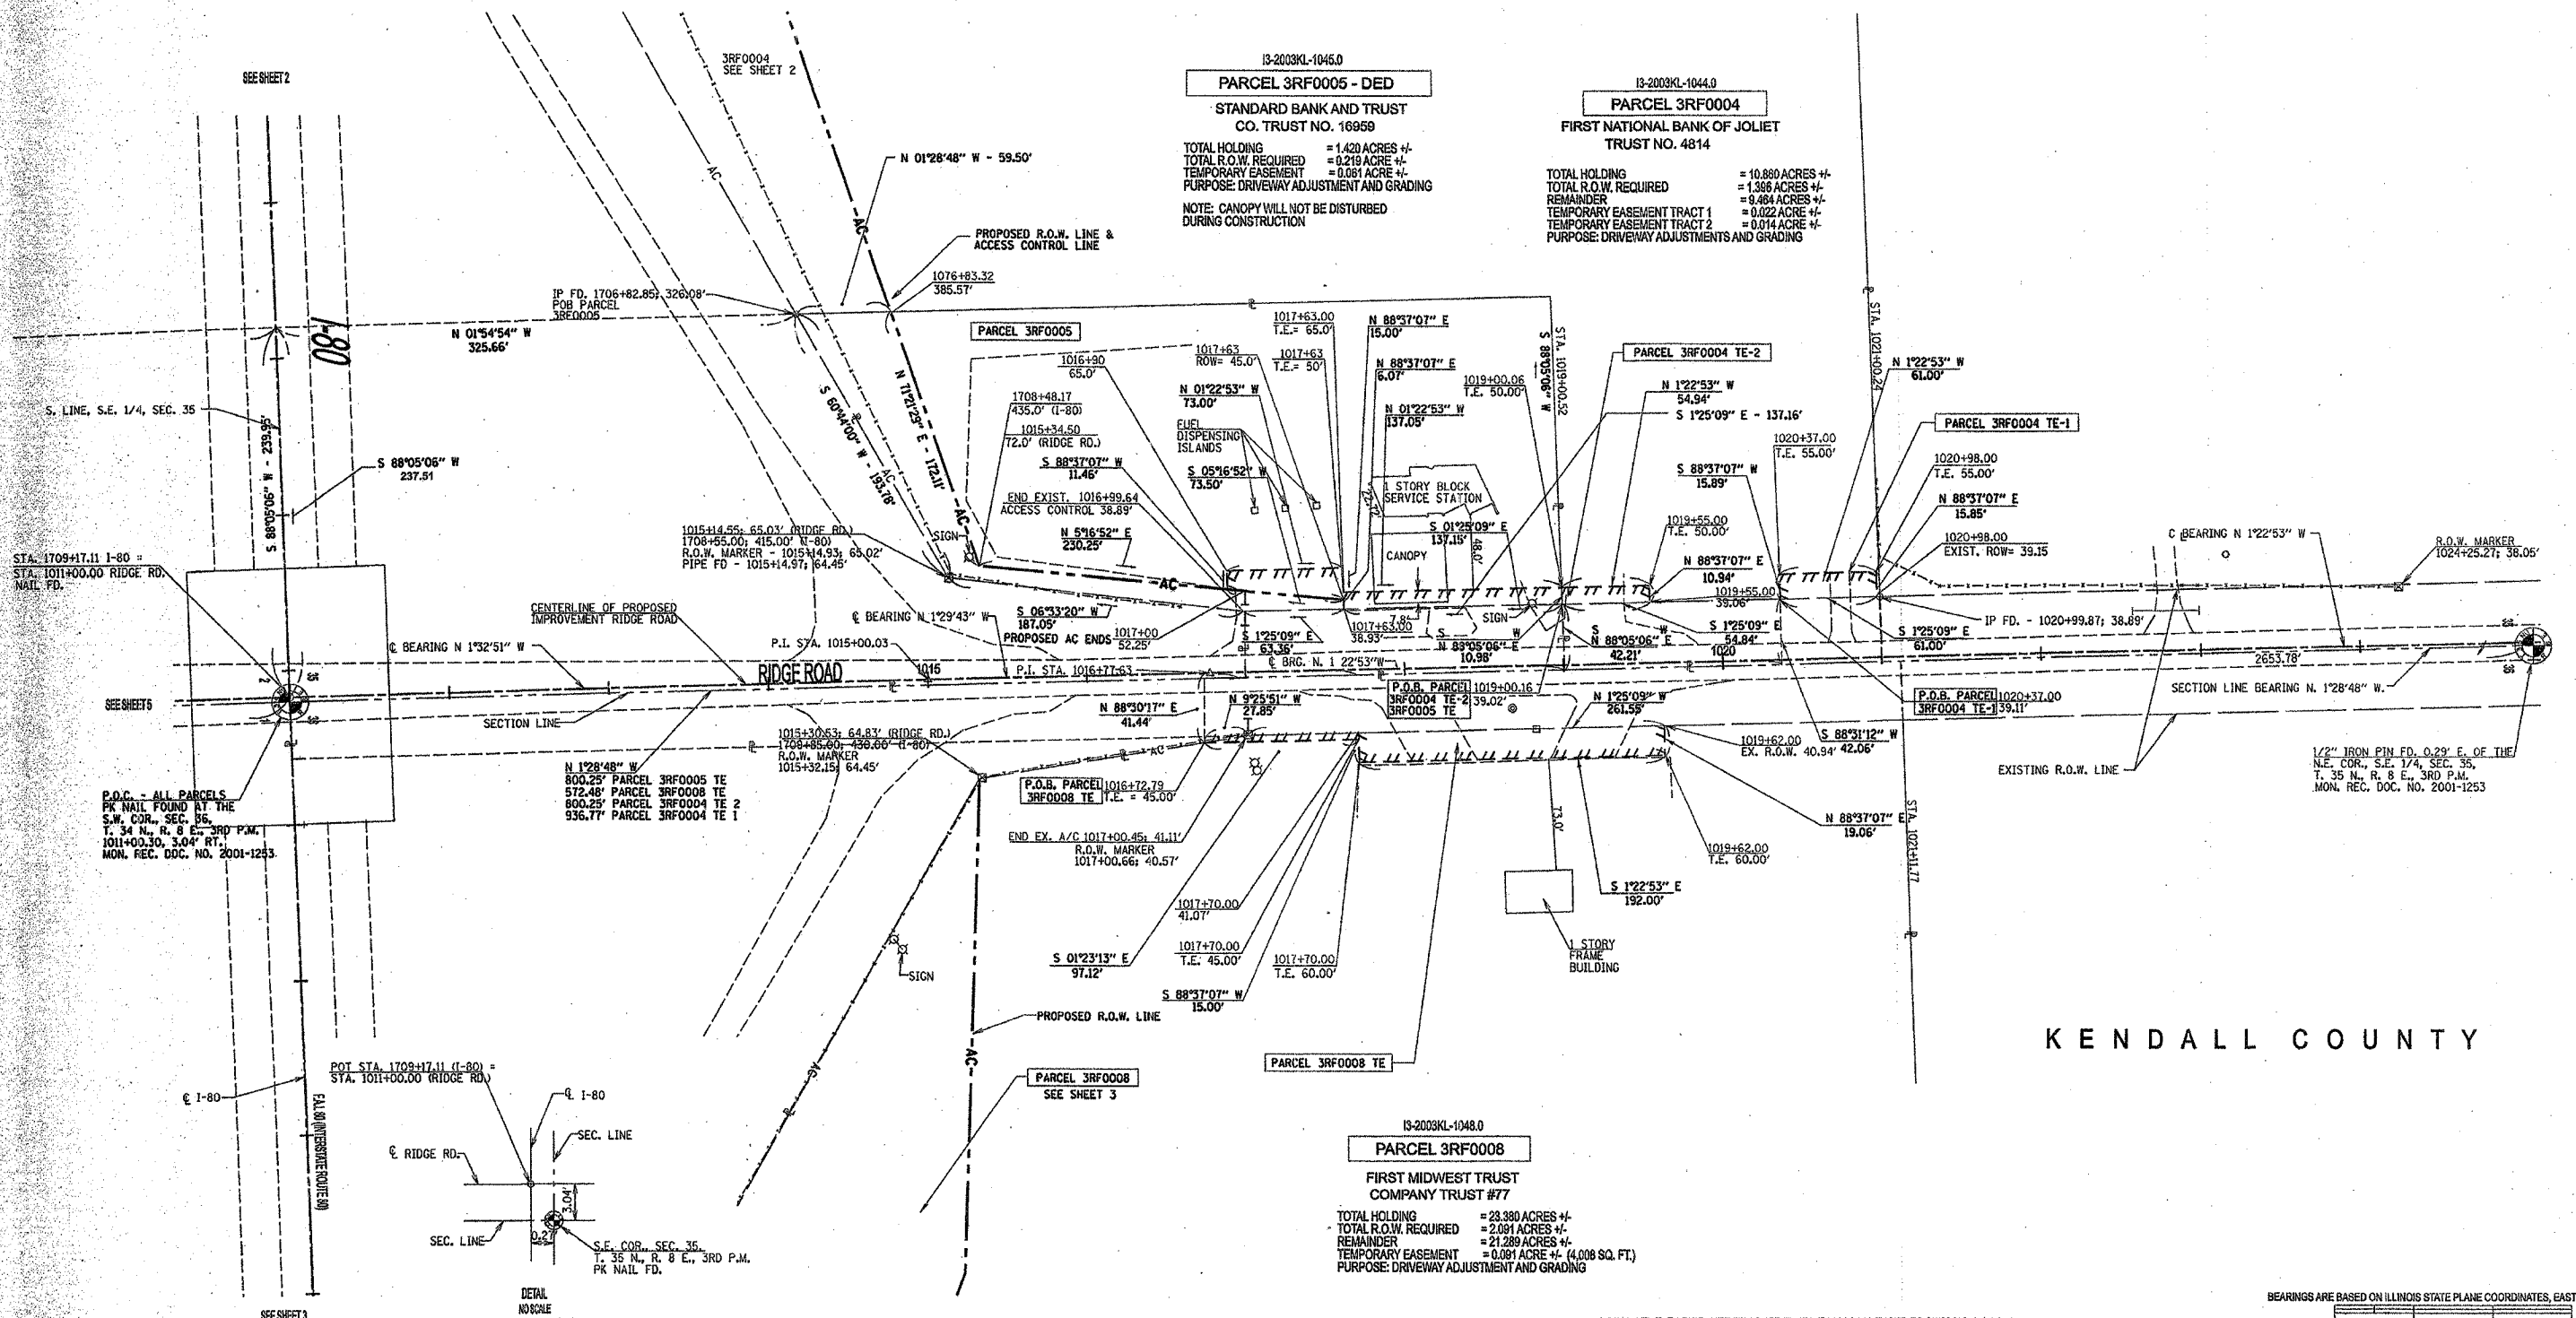 SEE SHEET 2
3RF0004
SEE SHEET 2
I3-2003KL-1045.0
PARCEL 3RF0005 - DED
STANDARD BANK AND TRUST
CO. TRUST NO. 16959
TOTAL HOLDING = 1.420 ACRES +/-
TOTAL R.O.W. REQUIRED = 0.219 ACRE +/-
TEMPORARY EASEMENT = 0.081 ACRE +/-
PURPOSE: DRIVEWAY ADJUSTMENT AND GRADING
NOTE: CANOPY WILL NOT BE DISTURBED
DURING CONSTRUCTION
I3-2003KL-1044.0
PARCEL 3RF0004
FIRST NATIONAL BANK OF JOLIET
TRUST NO. 4814
TOTAL HOLDING = 10.860 ACRES +/-
TOTAL R.O.W. REQUIRED = 1.396 ACRES +/-
REMAINDER = 9.464 ACRES +/-
TEMPORARY EASEMENT TRACT 1 = 0.022 ACRE +/-
TEMPORARY EASEMENT TRACT 2 = 0.014 ACRE +/-
PURPOSE: DRIVEWAY ADJUSTMENTS AND GRADING
N 01°28'48" W - 59.50'
AC
AC
PROPOSED R.O.W. LINE &
ACCESS CONTROL LINE
1076+83.32
385.57'
IP FD. 1706+82.85; 326.08'
POB PARCEL
3RF0005
I-80
N 01°54'54" W
325.66'
S. LINE, S.E. 1/4, SEC. 35
S 88°05'06" W - 239.95'
S 88°05'06" W
237.51
PARCEL 3RF0005
1016+90
65.0'
1017+63
ROW= 45.0'
1017+63.00
T.E.= 65.0'
1017+63
T.E.= 50'
N 88°37'07" E
15.00'
N 88°37'07" E
6.07'
N 01°22'53" W
73.00'
N 01°22'53" W
137.05'
1019+00.06
T.E. 50.00'
S 88°05'06" W
STA. 1019+00.52
PARCEL 3RF0004 TE-2
N 1°22'53" W
54.94'
S 1°25'09" E - 137.16'
STA. 1021+00.24
N 1°22'53" W
61.00'
PARCEL 3RF0004 TE-1
N 71°21'29" E - 172.11'
S 60°44'00" W - 193.78'
AC
AC
1708+48.17
435.0' (I-80)
1015+34.50
72.0' (RIDGE RD.)
S 88°37'07" W
11.46'
END EXIST. 1016+99.64
ACCESS CONTROL 38.89'
N 5°16'52" E
230.25'
FUEL
DISPENSING
ISLANDS
S 05°16'52" W
73.50'
1 STORY BLOCK
SERVICE STATION
S 01°25'09" E
137.15'
48.0'
CANOPY
1020+37.00
T.E. 55.00'
S 88°37'07" W
15.89'
1019+55.00
T.E. 50.00'
1020+98.00
T.E. 55.00'
N 88°37'07" E
15.85'
1020+98.00
EXIST. ROW= 39.15
₵ BEARING N 1°22'53" W
R.O.W. MARKER
1024+25.27; 38.05'
1015+14.55; 65.03' (RIDGE RD.)
1708+55.00; 415.00' (I-80)
R.O.W. MARKER - 1015+14.93; 65.02'
PIPE FD - 1015+14.97; 64.45'
SIGN
STA. 1709+17.11 I-80 =
STA. 1011+00.00 RIDGE RD.
NAIL FD.
CENTERLINE OF PROPOSED
IMPROVEMENT RIDGE ROAD
₵ BEARING N 1°29'43" W
₵ BEARING N 1°32'51" W
S 06°33'20" W
187.05'
AC
PROPOSED AC ENDS 1017+00
52.25'
P.I. STA. 1015+00.03
1015
P.I. STA. 1016+77.63
S 1°25'09" E
63.36'
1017+63.00
38.93'
7.8'
SIGN
₵ BRG. N. 1 22'53" W
N 83°05'06" E
10.98'
N 88°05'06" E
42.21'
N 88°37'07" E
10.94'
1019+55.00
39.06'
S 1°25'09" E
54.84'
1020
S 1°25'09" E
61.00'
IP FD. - 1020+99.87; 38.89'
2653.78'
SECTION LINE BEARING N. 1°28'48" W.
RIDGE ROAD
SEE SHEET 5
SECTION LINE
N 88°30'17" E
41.44'
N 9°25'51" W
27.85'
P.O.B. PARCEL
3RF0004 TE-2
3RF0005 TE
1019+00.16
39.02'
N 1°25'09" W
261.55'
P.O.B. PARCEL
3RF0004 TE-1
1020+37.00
39.11'
1015+30.53; 64.83' (RIDGE RD.)
1709+85.00; 430.00' (I-80)
R.O.W. MARKER
1015+32.15; 64.45'
AC
N 1°28'48" W
800.25' PARCEL 3RF0005 TE
572.48' PARCEL 3RF0008 TE
800.25' PARCEL 3RF0004 TE 2
936.77' PARCEL 3RF0004 TE 1
P.O.C. - ALL PARCELS
PK NAIL FOUND AT THE
S.W. COR., SEC. 36,
T. 34 N., R. 8 E., 3RD P.M.
1011+00.30, 3.04' RT.
MON. REC. DOC. NO. 2001-1253
P.O.B. PARCEL
3RF0008 TE
1016+72.79
T.E. = 45.00'
1019+62.00
EX. R.O.W. 40.94'
S 88°31'12" W
42.06'
EXISTING R.O.W. LINE
1/2" IRON PIN FD. 0.29' E. OF THE
N.E. COR., S.E. 1/4, SEC. 35,
T. 35 N., R. 8 E., 3RD P.M.
MON. REC. DOC. NO. 2001-1253
END EX. A/C 1017+00.45; 41.11'
R.O.W. MARKER
1017+00.66; 40.57'
73.0'
N 88°37'07" E
19.06'
STA. 1021+11.77
1019+62.00
T.E. 60.00'
S 1°22'53" E
192.00'
1017+70.00
41.07'
1017+70.00
T.E. 45.00'
1017+70.00
T.E. 60.00'
S 01°23'13" E
97.12'
S 88°37'07" W
15.00'
1 STORY
FRAME
BUILDING
SIGN
PROPOSED R.O.W. LINE
AC
AC
PARCEL 3RF0008 TE
PARCEL 3RF0008
SEE SHEET 3
KENDALL COUNTY
POT STA. 1709+17.11 (I-80) =
STA. 1011+00.00 (RIDGE RD.)
₵ I-80
₵ I-80
F.A.I. 80 (INTERSTATE ROUTE 80)
SEC. LINE
₵ RIDGE RD.
3.04'
SEC. LINE
0.27
S.E. COR., SEC. 35,
T. 35 N., R. 8 E., 3RD P.M.
PK NAIL FD.
DETAIL
NO SCALE
SEE SHEET 3
I3-2003KL-1048.0
PARCEL 3RF0008
FIRST MIDWEST TRUST
COMPANY TRUST #77
TOTAL HOLDING = 23.380 ACRES +/-
TOTAL R.O.W. REQUIRED = 2.091 ACRES +/-
REMAINDER = 21.289 ACRES +/-
TEMPORARY EASEMENT = 0.091 ACRE +/- (4,008 SQ. FT.)
PURPOSE: DRIVEWAY ADJUSTMENT AND GRADING
BEARINGS ARE BASED ON ILLINOIS STATE PLANE COORDINATES, EAST